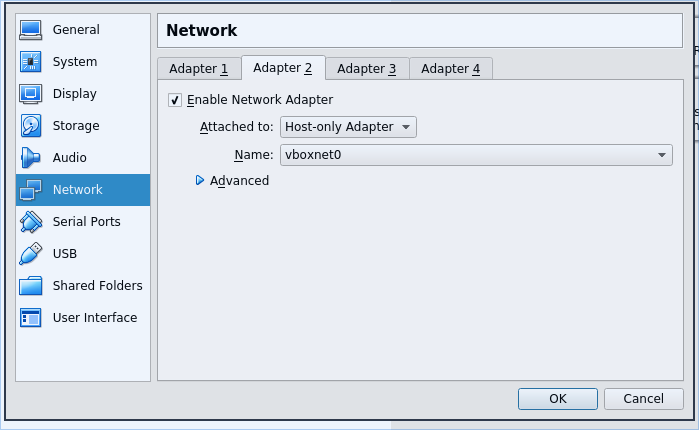 General
System
Display
Storage
Audio
Network
Serial Ports
USB
Shared Folders
User Interface
Network
Adapter 1
Adapter 2
Adapter 3
Adapter 4
Enable Network Adapter
Attached to: Host-only Adapter
Name: vboxnet0
Advanced
OK
Cancel